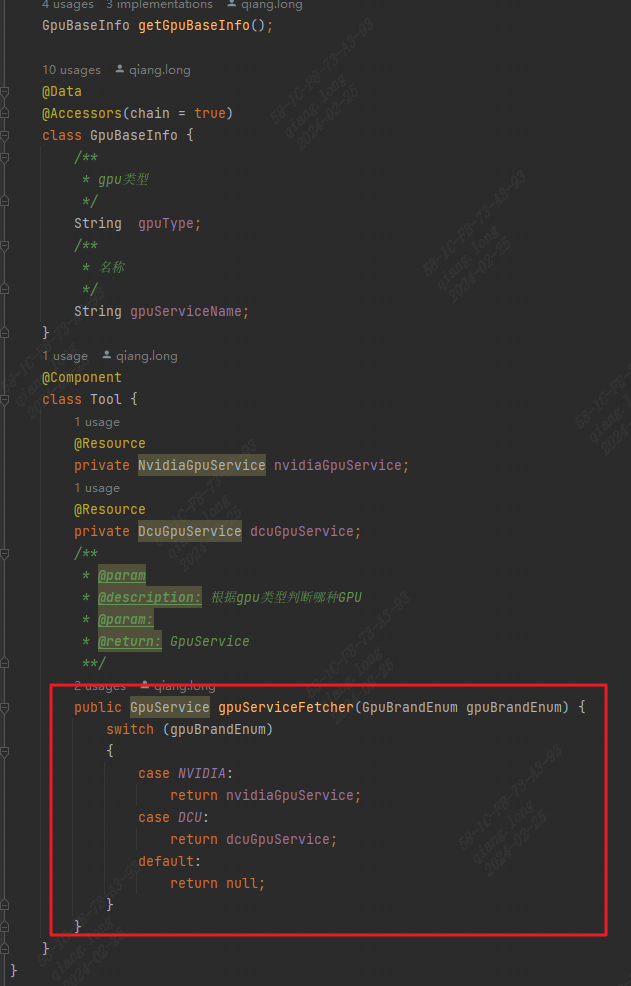 4 usages 3 implementations qiang.long
GpuBaseInfo getGpuBaseInfo();
10 usages qiang.long
@Data
@Accessors(chain = true)
class GpuBaseInfo {
/**
* gpu类型
*/
String gpuType;
/**
* 名称
*/
String gpuServiceName;
}
1 usage qiang.long
@Component
class Tool {
1 usage
@Resource
private NvidiaGpuService nvidiaGpuService;
1 usage
@Resource
private DcuGpuService dcuGpuService;
/**
* @param
* @description: 根据gpu类型判断哪种GPU
* @param:
* @return: GpuService
**/
2 usages qiang.long
public GpuService gpuServiceFetcher(GpuBrandEnum gpuBrandEnum) {
switch (gpuBrandEnum)
{
case NVIDIA:
return nvidiaGpuService;
case DCU:
return dcuGpuService;
default:
return null;
}
}
}
}